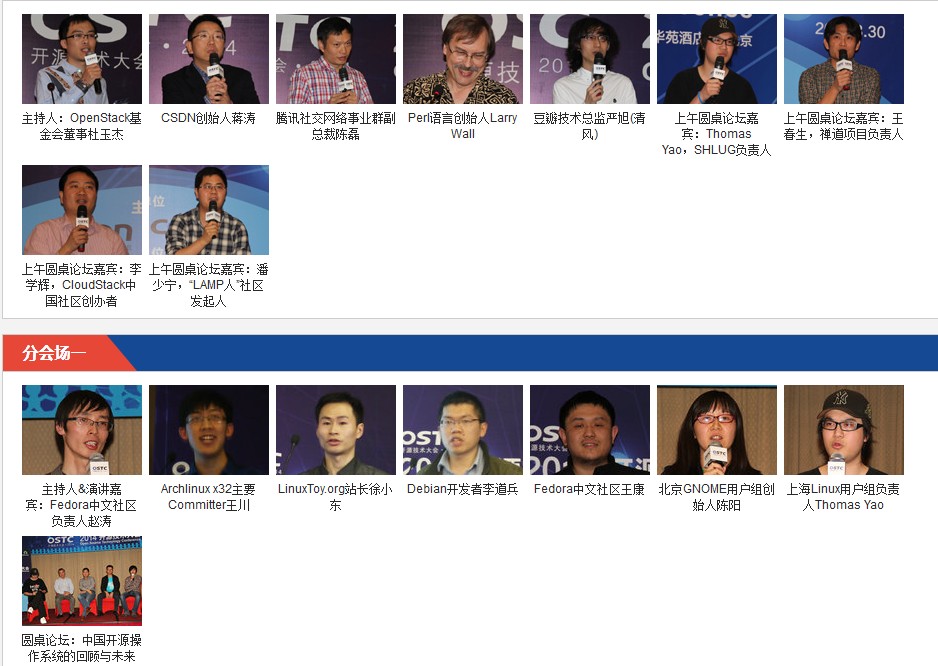 主持人：OpenStack基
金会董事杜玉杰
CSDN创始人蒋涛
腾讯社交网络事业群副
总裁陈磊
Perl语言创始人Larry
Wall
豆瓣技术总监严旭(清
风)
上午圆桌论坛嘉
宾：Thomas
Yao，SHLUG负责人
上午圆桌论坛嘉宾：王
春生，禅道项目负责人
上午圆桌论坛嘉宾：李
学辉，CloudStack中
国社区创办者
上午圆桌论坛嘉宾：潘
少宁，“LAMP人”社区
发起人
分会场一
主持人&演讲嘉
宾：Fedora中文社区
负责人赵涛
Archlinux x32主要
Committer王川
LinuxToy.org站长徐小
东
Debian开发者李道兵
Fedora中文社区王康
北京GNOME用户组创
始人陈阳
上海Linux用户组负责
人Thomas Yao
OSTC
圆桌论坛：中国开源操
作系统的回顾与未来